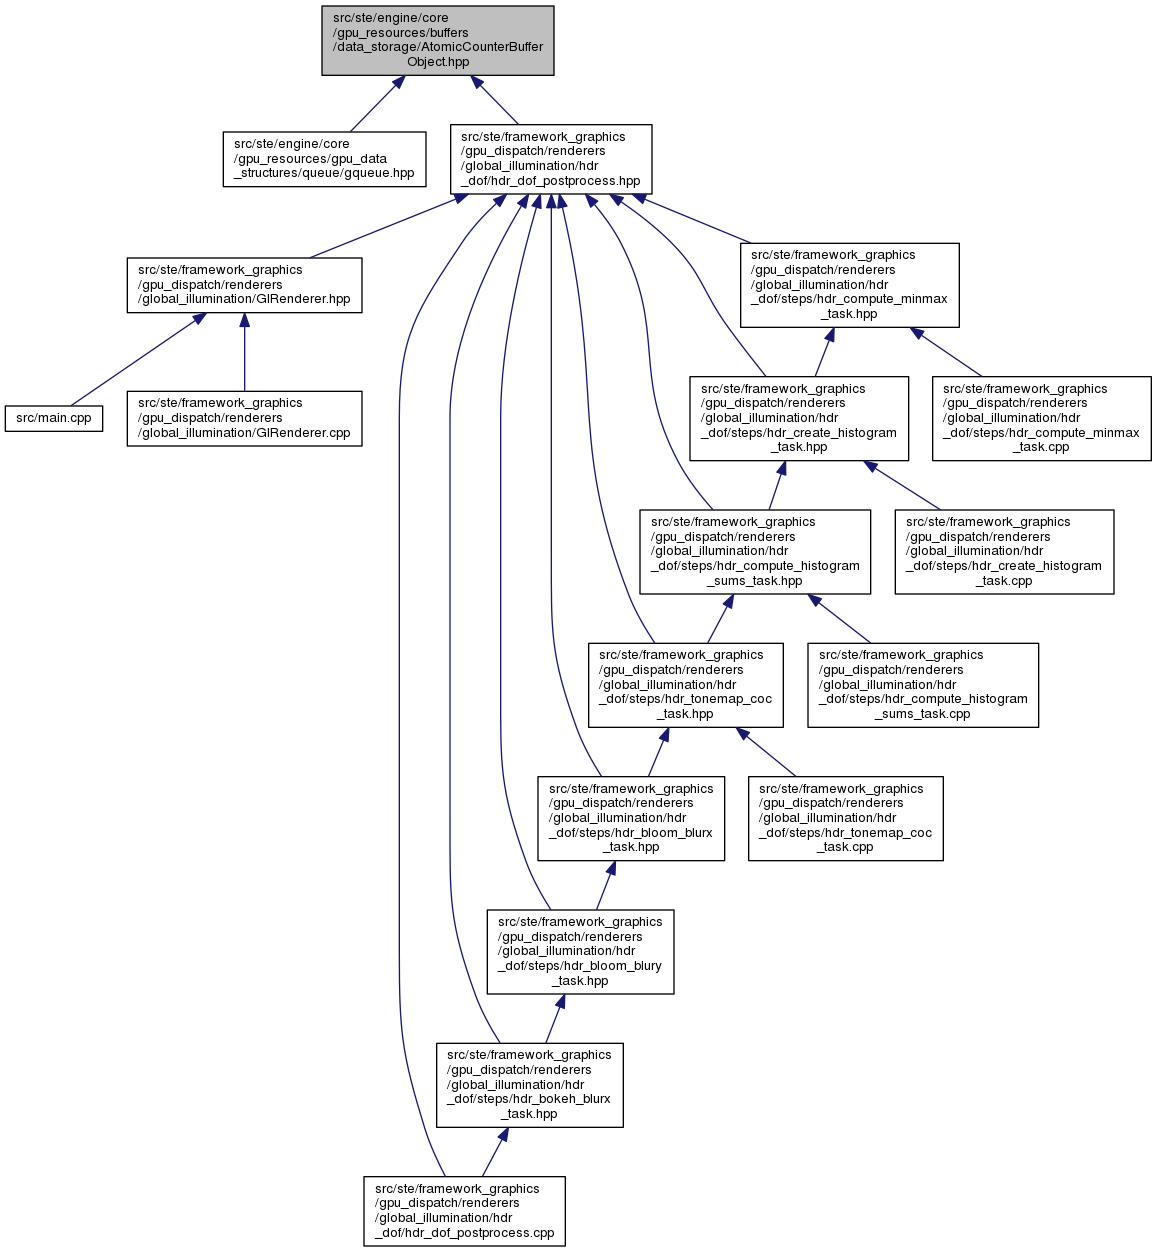 src/ste/engine/core
/gpu_resources/buffers
/data_storage/AtomicCounterBuffer
Object.hpp
src/ste/engine/core
/gpu_resources/gpu_data
_structures/queue/gqueue.hpp
src/ste/framework_graphics
/gpu_dispatch/renderers
/global_illumination/hdr
_dof/hdr_dof_postprocess.hpp
src/ste/framework_graphics
/gpu_dispatch/renderers
/global_illumination/GIRenderer.hpp
src/ste/framework_graphics
/gpu_dispatch/renderers
/global_illumination/hdr
_dof/steps/hdr_compute_minmax
_task.hpp
src/main.cpp
src/ste/framework_graphics
/gpu_dispatch/renderers
/global_illumination/GIRenderer.cpp
src/ste/framework_graphics
/gpu_dispatch/renderers
/global_illumination/hdr
_dof/steps/hdr_create_histogram
_task.hpp
src/ste/framework_graphics
/gpu_dispatch/renderers
/global_illumination/hdr
_dof/steps/hdr_compute_minmax
_task.cpp
src/ste/framework_graphics
/gpu_dispatch/renderers
/global_illumination/hdr
_dof/steps/hdr_compute_histogram
_sums_task.hpp
src/ste/framework_graphics
/gpu_dispatch/renderers
/global_illumination/hdr
_dof/steps/hdr_create_histogram
_task.cpp
src/ste/framework_graphics
/gpu_dispatch/renderers
/global_illumination/hdr
_dof/steps/hdr_tonemap_coc
_task.hpp
src/ste/framework_graphics
/gpu_dispatch/renderers
/global_illumination/hdr
_dof/steps/hdr_compute_histogram
_sums_task.cpp
src/ste/framework_graphics
/gpu_dispatch/renderers
/global_illumination/hdr
_dof/steps/hdr_bloom_blurx
_task.hpp
src/ste/framework_graphics
/gpu_dispatch/renderers
/global_illumination/hdr
_dof/steps/hdr_tonemap_coc
_task.cpp
src/ste/framework_graphics
/gpu_dispatch/renderers
/global_illumination/hdr
_dof/steps/hdr_bloom_blury
_task.hpp
src/ste/framework_graphics
/gpu_dispatch/renderers
/global_illumination/hdr
_dof/steps/hdr_bokeh_blurx
_task.hpp
src/ste/framework_graphics
/gpu_dispatch/renderers
/global_illumination/hdr
_dof/hdr_dof_postprocess.cpp